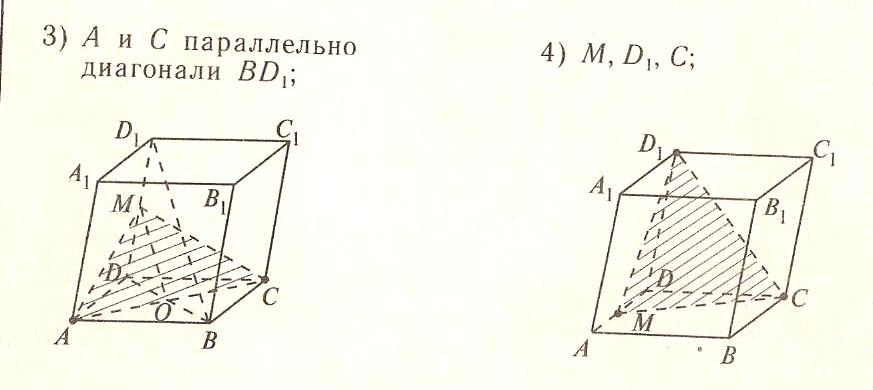 3) A и C параллельно
диагонали BD₁;
4) M, D₁, C;
D₁
C₁
A₁
B₁
M
D
C
O
A
B
D₁
C₁
A₁
B₁
D
C
M
A
B